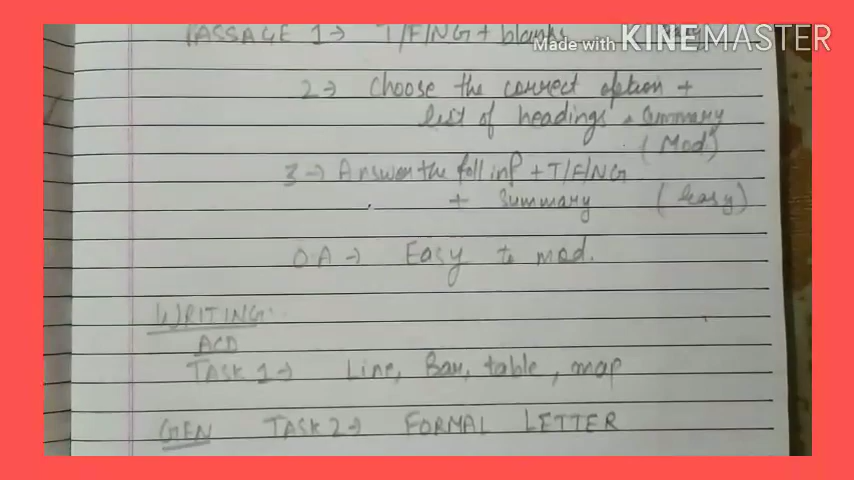 PASSAGE 1 → T/F/NG + blanks
Made with KINEMASTER
2 → Choose the correct option +
list of headings + Summary
(Mod)
3 → Answer the foll inf + T/F/NG
+ Summary (Easy)
O.A → Easy to mod.
WRITING:
ACD
TASK 1 → Line, Bar, table, map
GEN TASK 2 → FORMAL LETTER